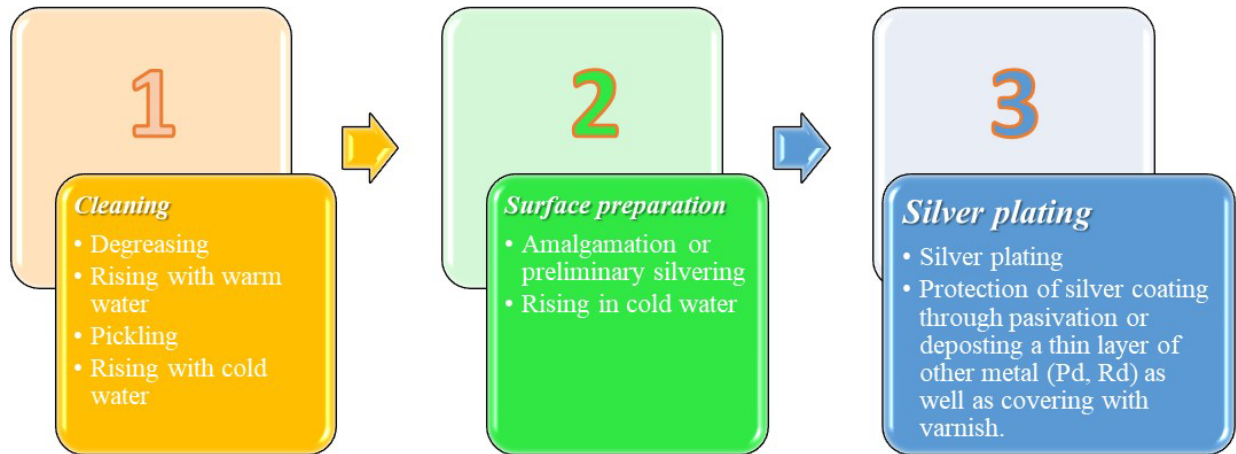 1
Cleaning
• Degreasing
• Rising with warm
water
• Pickling
• Rising with cold
water
2
Surface preparation
• Amalgamation or
preliminary silvering
• Rising in cold water
3
Silver plating
• Silver plating
• Protection of silver coating
through pasivation or
deposting a thin layer of
other metal (Pd, Rd) as
well as covering with
varnish.